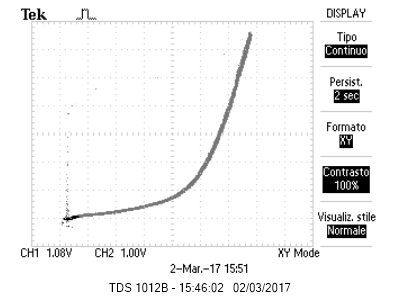 Tek
DISPLAY
Tipo
Continuo
Persist.
2 sec
Formato
XY
Contrasto
100%
Visualiz. stile
Normale
CH1 1.08V CH2 1.00V XY Mode
2-Mar.-17 15:51
TDS 1012B - 15:46:02 02/03/2017